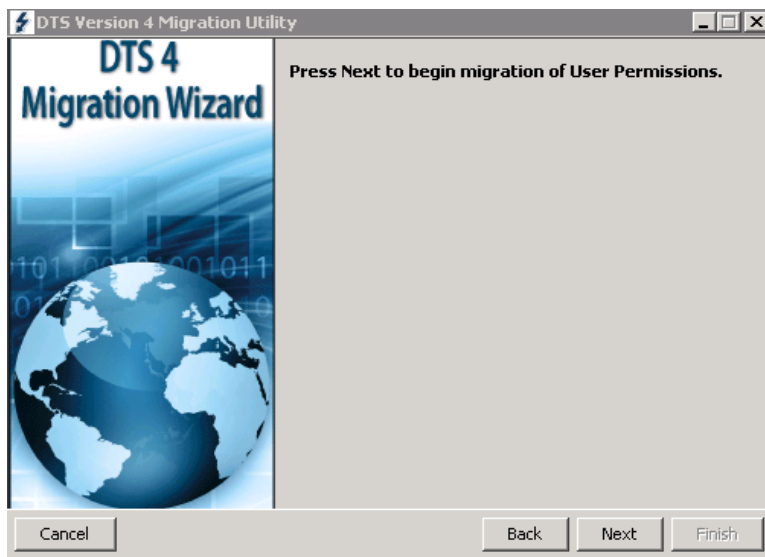 DTS Version 4 Migration Utility
DTS 4
Migration Wizard
Press Next to begin migration of User Permissions.
Cancel
Back
Next
Finish